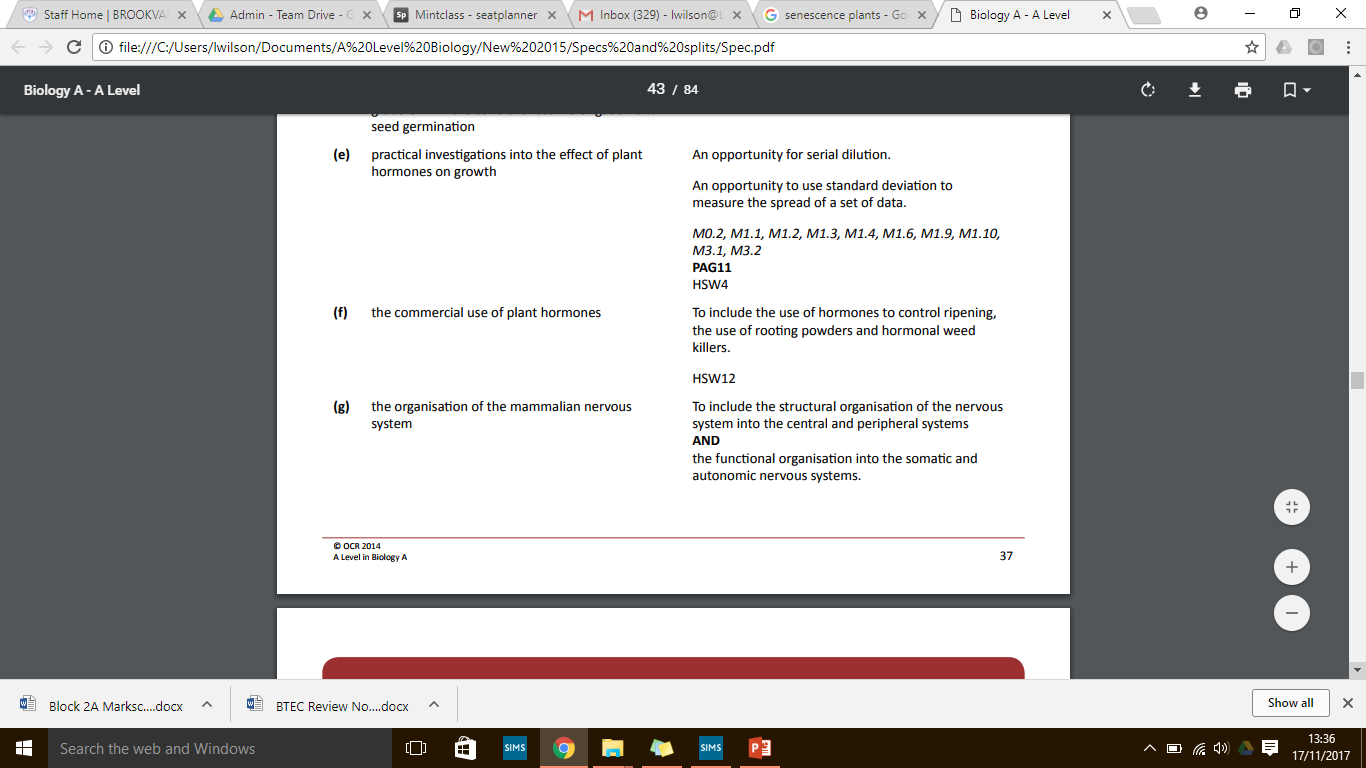 Staff Home | BROOKVA
Admin - Team Drive - G
Mintclass - seatplanner
Inbox (329) - lwilson@b
senescence plants - Go
Biology A - A Level
file:///C:/Users/lwilson/Documents/A%20Level%20Biology/New%202015/Specs%20and%20splits/Spec.pdf
Biology A - A Level
43 / 84
seed germination
(e) practical investigations into the effect of plant
hormones on growth
An opportunity for serial dilution.
An opportunity to use standard deviation to
measure the spread of a set of data.
M0.2, M1.1, M1.2, M1.3, M1.4, M1.6, M1.9, M1.10,
M3.1, M3.2
PAG11
HSW4
(f) the commercial use of plant hormones
To include the use of hormones to control ripening,
the use of rooting powders and hormonal weed
killers.
HSW12
(g) the organisation of the mammalian nervous
system
To include the structural organisation of the nervous
system into the central and peripheral systems
AND
the functional organisation into the somatic and
autonomic nervous systems.
© OCR 2014
A Level in Biology A
37
Block 2A Marksc....docx
BTEC Review No....docx
Show all
Search the web and Windows
SIMS
SIMS
13:36
17/11/2017